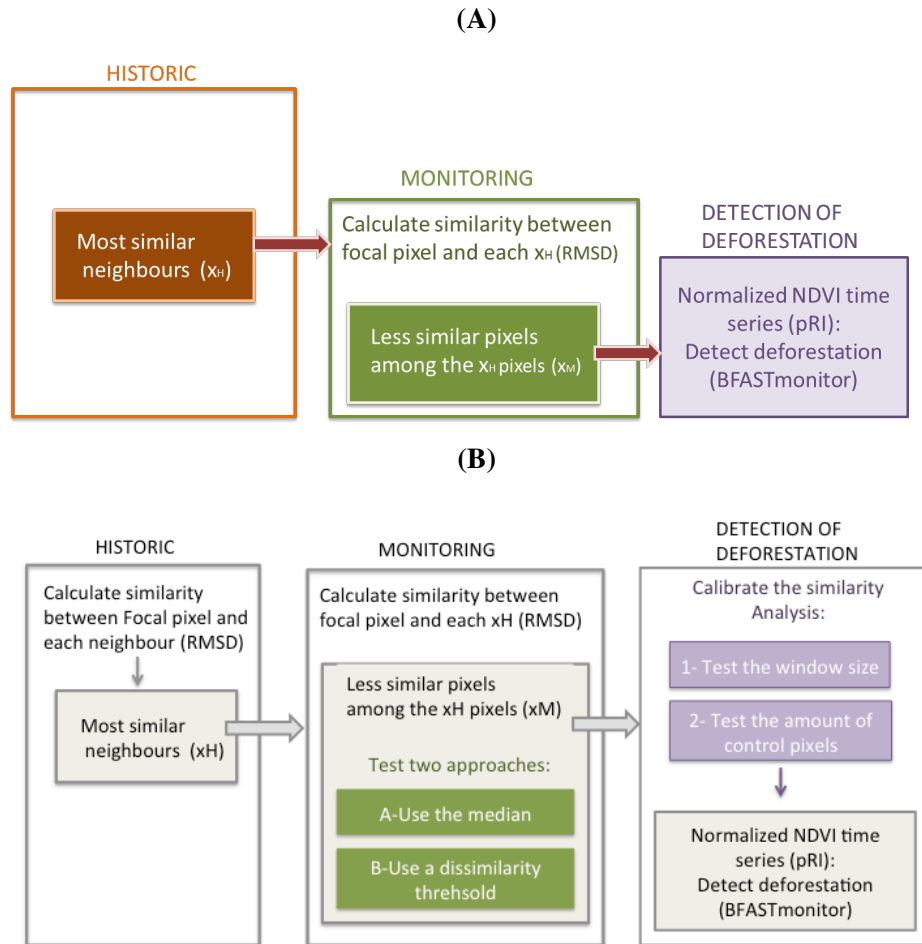 (A)
HISTORIC
Most similar
neighbours (xH)
MONITORING
Calculate similarity between
focal pixel and each xH (RMSD)
Less similar pixels
among the xH pixels (xM)
DETECTION OF
DEFORESTATION
Normalized NDVI time
series (pRI):
Detect deforestation
(BFASTmonitor)
(B)
HISTORIC
Calculate similarity
between Focal pixel and
each neighbour (RMSD)
Most similar
neighbours (xH)
MONITORING
Calculate similarity between
focal pixel and each xH (RMSD)
Less similar pixels
among the xH pixels (xM)
Test two approaches:
A-Use the median
B-Use a dissimilarity
threhsold
DETECTION OF
DEFORESTATION
Calibrate the similarity
Analysis:
1- Test the window size
2- Test the amount of
control pixels
Normalized NDVI time
series (pRI):
Detect deforestation
(BFASTmonitor)